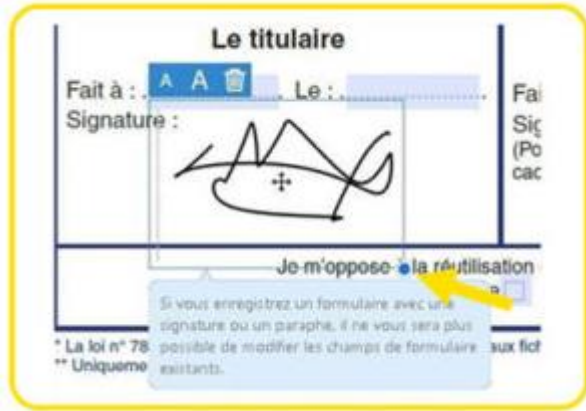 Le titulaire
A A
Fait à : . . Le : . . Fai
Signature : Sig
(Po
cac
Je m'oppose la réutilisation
Si vous enregistrez un formulaire avec une
signature ou un paraphe, il ne vous sera plus
possible de modifier les champs de formulaire
existants.
* La loi n° 78 aux fich
** Uniqueme